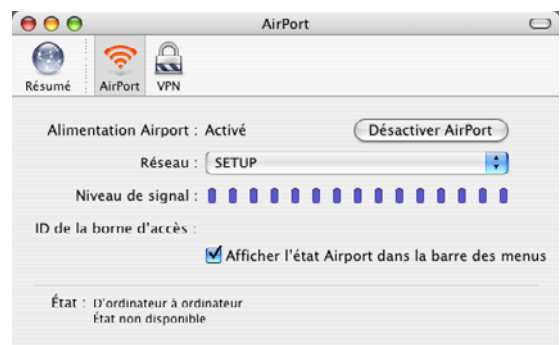 AirPort
Résumé AirPort VPN
Alimentation Airport : Activé Désactiver AirPort
Réseau : SETUP
Niveau de signal :
ID de la borne d'accès :
Afficher l'état Airport dans la barre des menus
État : D'ordinateur à ordinateur
État non disponible